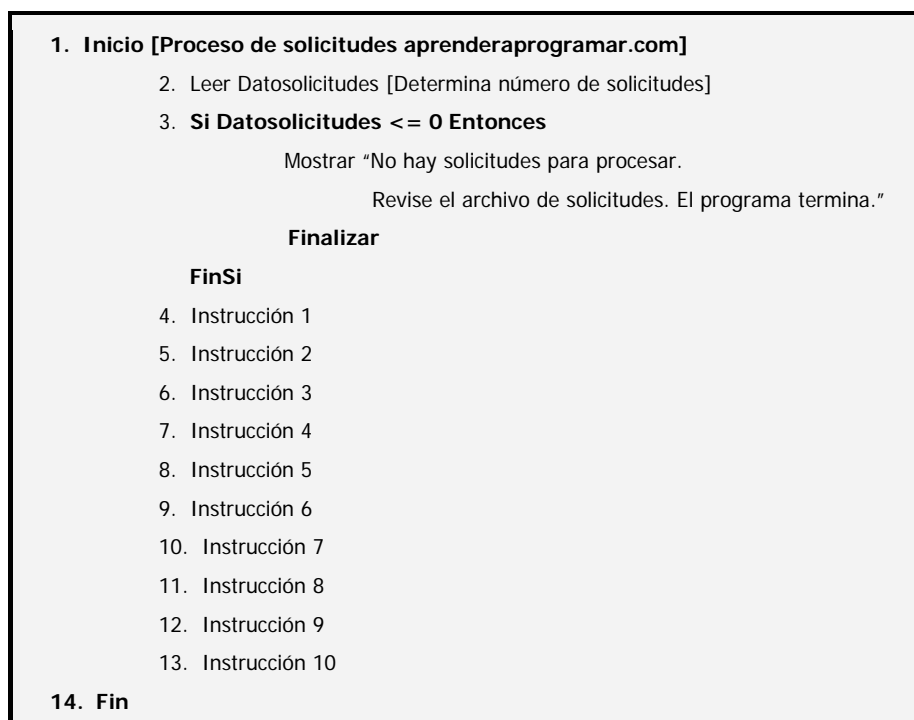 1. Inicio [Proceso de solicitudes aprenderaprogramar.com]
2. Leer Datosolicitudes [Determina número de solicitudes]
3. Si Datosolicitudes <= 0 Entonces
Mostrar “No hay solicitudes para procesar.
Revise el archivo de solicitudes. El programa termina.”
Finalizar
FinSi
4. Instrucción 1
5. Instrucción 2
6. Instrucción 3
7. Instrucción 4
8. Instrucción 5
9. Instrucción 6
10. Instrucción 7
11. Instrucción 8
12. Instrucción 9
13. Instrucción 10
14. Fin